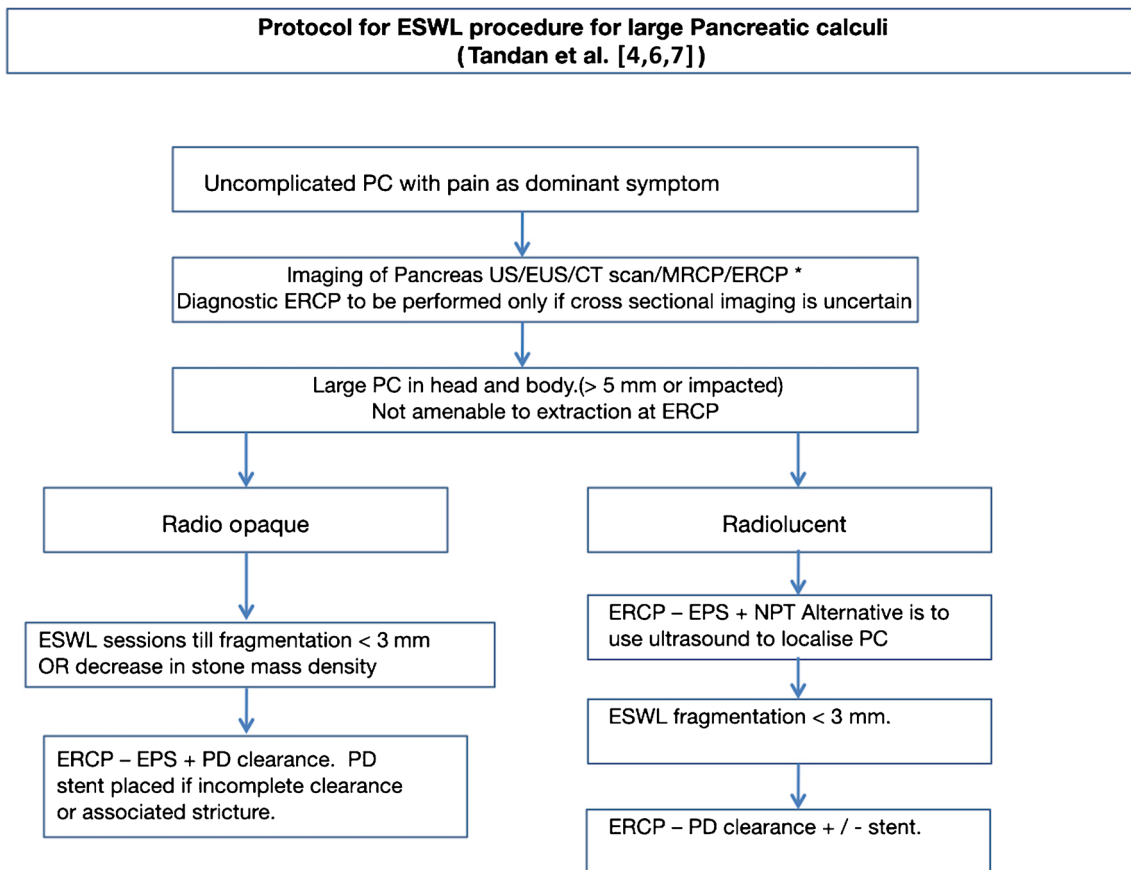 Protocol for ESWL procedure for large Pancreatic calculi
(Tandan et al. [4,6,7])
Uncomplicated PC with pain as dominant symptom
Imaging of Pancreas US/EUS/CT scan/MRCP/ERCP *
Diagnostic ERCP to be performed only if cross sectional imaging is uncertain
Large PC in head and body.(> 5 mm or impacted)
Not amenable to extraction at ERCP
Radio opaque
ESWL sessions till fragmentation < 3 mm
OR decrease in stone mass density
ERCP – EPS + PD clearance.  PD
stent placed if incomplete clearance
or associated stricture.
Radiolucent
ERCP – EPS + NPT Alternative is to
use ultrasound to localise PC
ESWL fragmentation < 3 mm.
ERCP – PD clearance + / - stent.